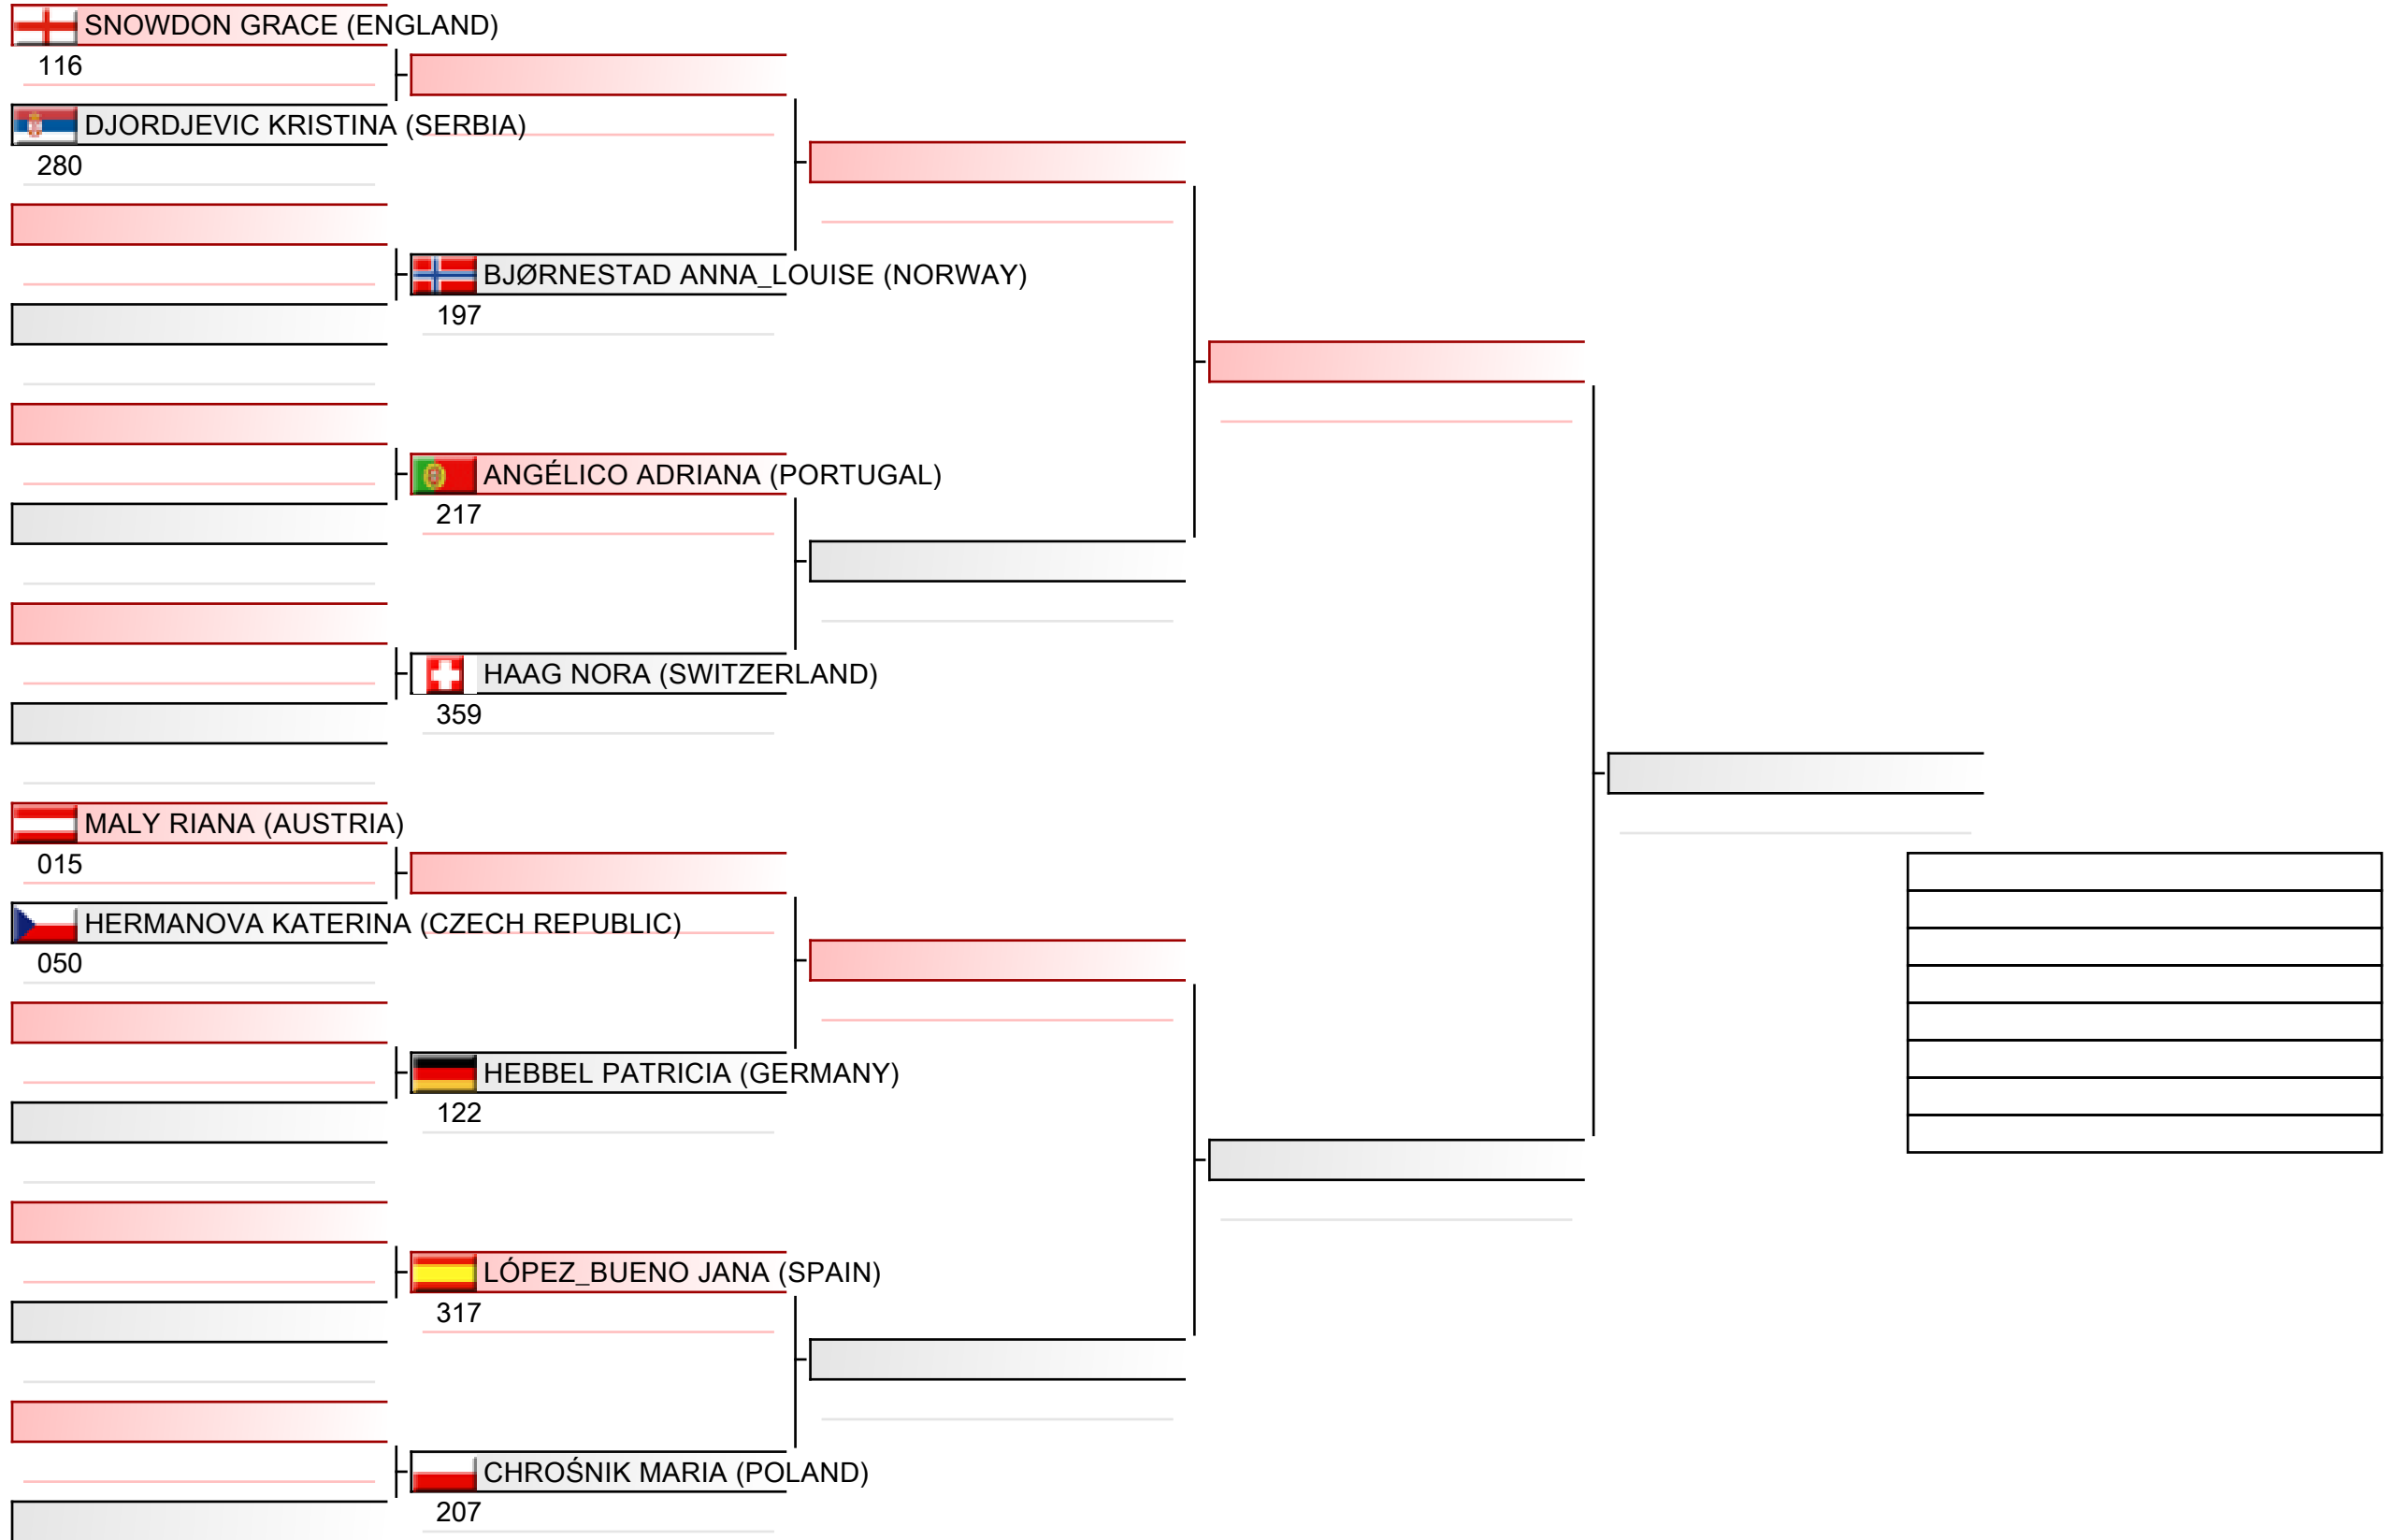 SNOWDON GRACE (ENGLAND)
116
DJORDJEVIC KRISTINA (SERBIA)
280
BJØRNESTAD ANNA_LOUISE (NORWAY)
197
ANGÉLICO ADRIANA (PORTUGAL)
217
HAAG NORA (SWITZERLAND)
359
MALY RIANA (AUSTRIA)
015
HERMANOVA KATERINA (CZECH REPUBLIC)
050
HEBBEL PATRICIA (GERMANY)
122
LÓPEZ_BUENO JANA (SPAIN)
317
CHROŚNIK MARIA (POLAND)
207